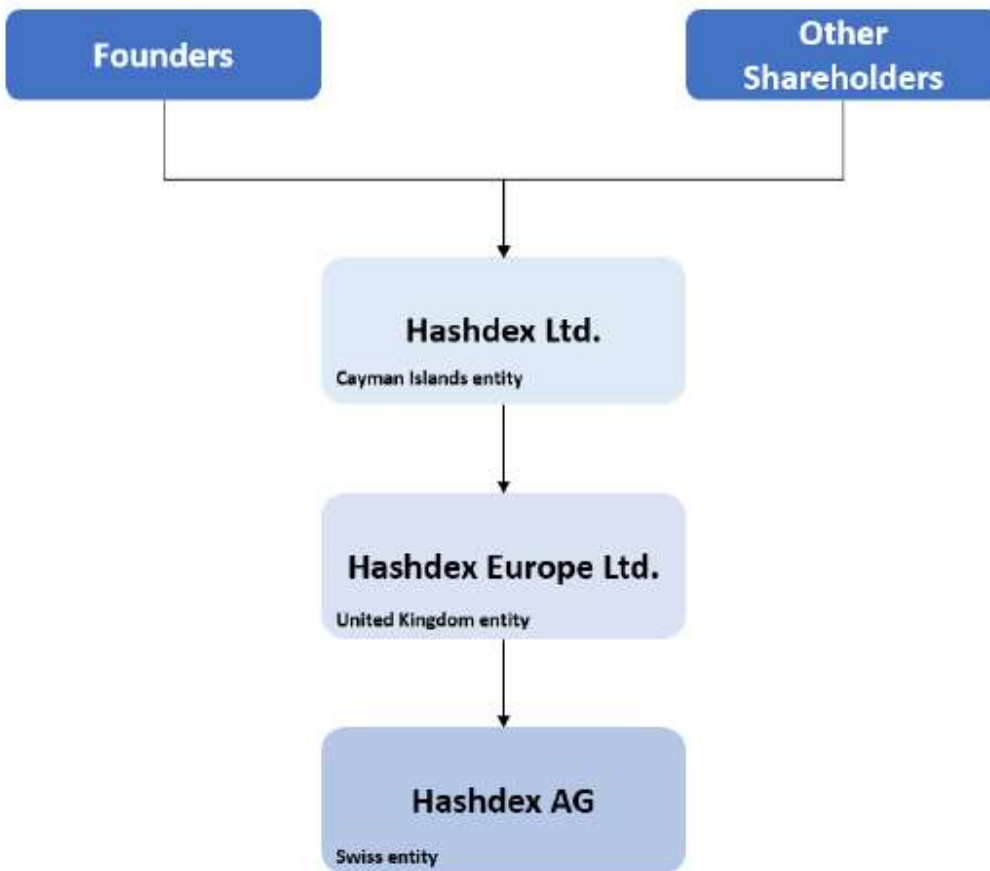 Founders
Other
Shareholders
Hashdex Ltd.
Cayman Islands entity
Hashdex Europe Ltd.
United Kingdom entity
Hashdex AG
Swiss entity